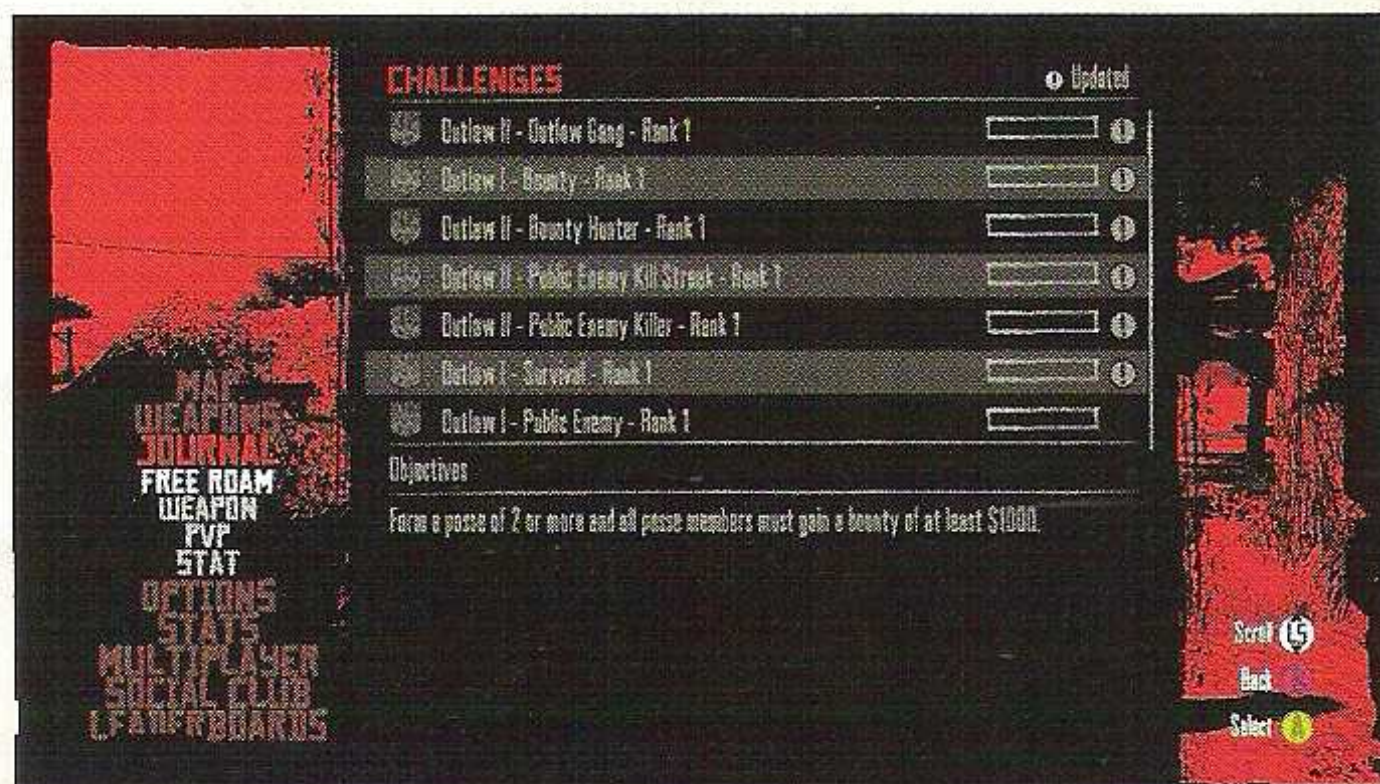 CHALLENGES
Updated
Outlaw II - Outlaw Gang - Rank 1
Outlaw I - Bounty - Rank 1
Outlaw II - Bounty Hunter - Rank 1
Outlaw II - Public Enemy Kill Streak - Rank 1
Outlaw II - Public Enemy Killer - Rank 1
Outlaw I - Survival - Rank 1
Outlaw I - Public Enemy - Rank 1
Objectives
Form a posse of 2 or more and all posse members must gain a bounty of at least $1000.
MAP
WEAPONS
JOURNAL
FREE ROAM
WEAPON
PVP
STAT
OPTIONS
STATS
MULTIPLAYER
SOCIAL CLUB
LEADERBOARDS
Scroll LS
Back
Select A